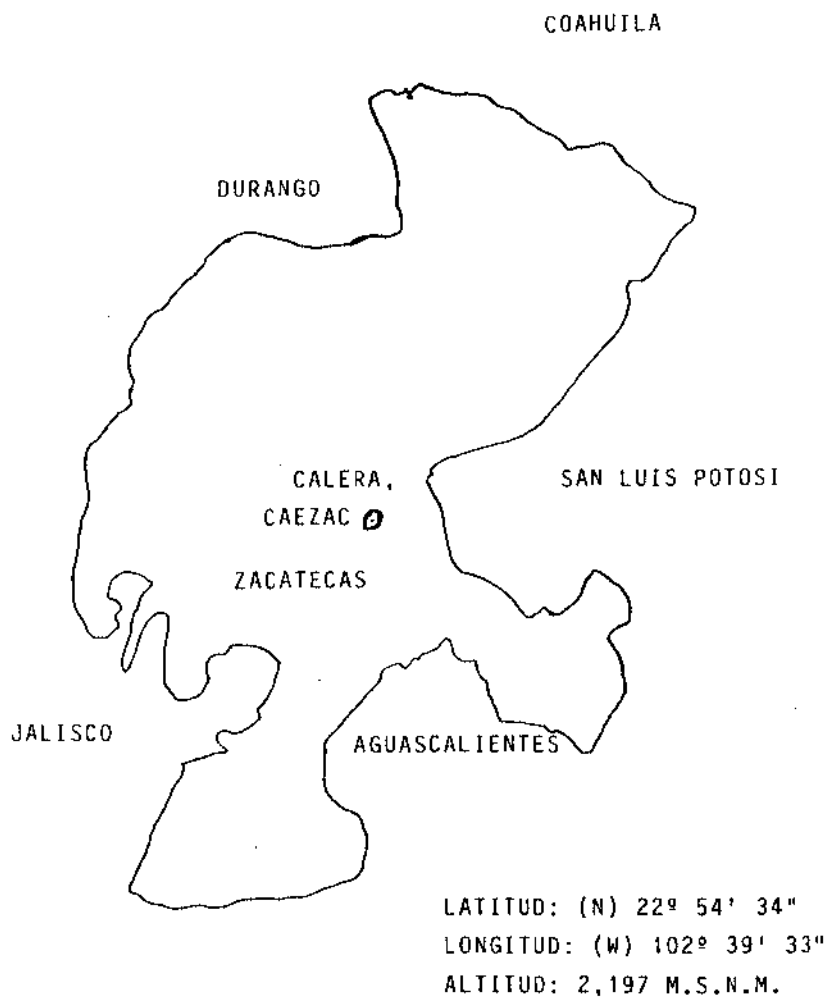 COAHUILA
DURANGO
CALERA,
CAEZAC
SAN LUIS POTOSI
ZACATECAS
JALISCO
AGUASCALIENTES
LATITUD: (N) 22º 54' 34"
LONGITUD: (W) 102º 39' 33"
ALTITUD: 2,197 M.S.N.M.